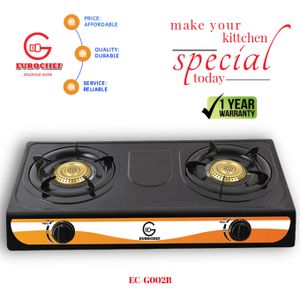 EUROCHEF
PRICE:
AFFORDABLE
QUALITY:
DURABLE
SERVICE:
RELIABLE
make your
kittchen
special
today
1 YEAR
WARRANTY
EUROCHEF
EC-G002B